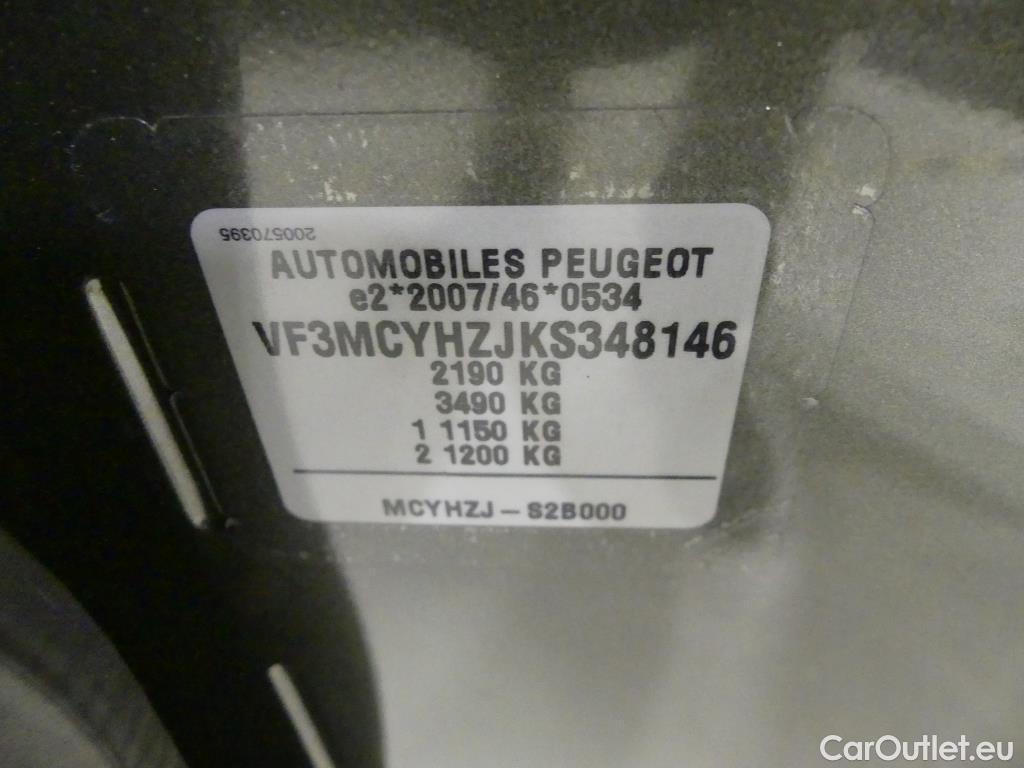 200570395
AUTOMOBILES PEUGEOT
e2*2007/46*0534
VF3MCYHZJKS348146
2190 KG
3490 KG
1 1150 KG
2 1200 KG
MCYHZJ – S2B000
CarOutlet.eu